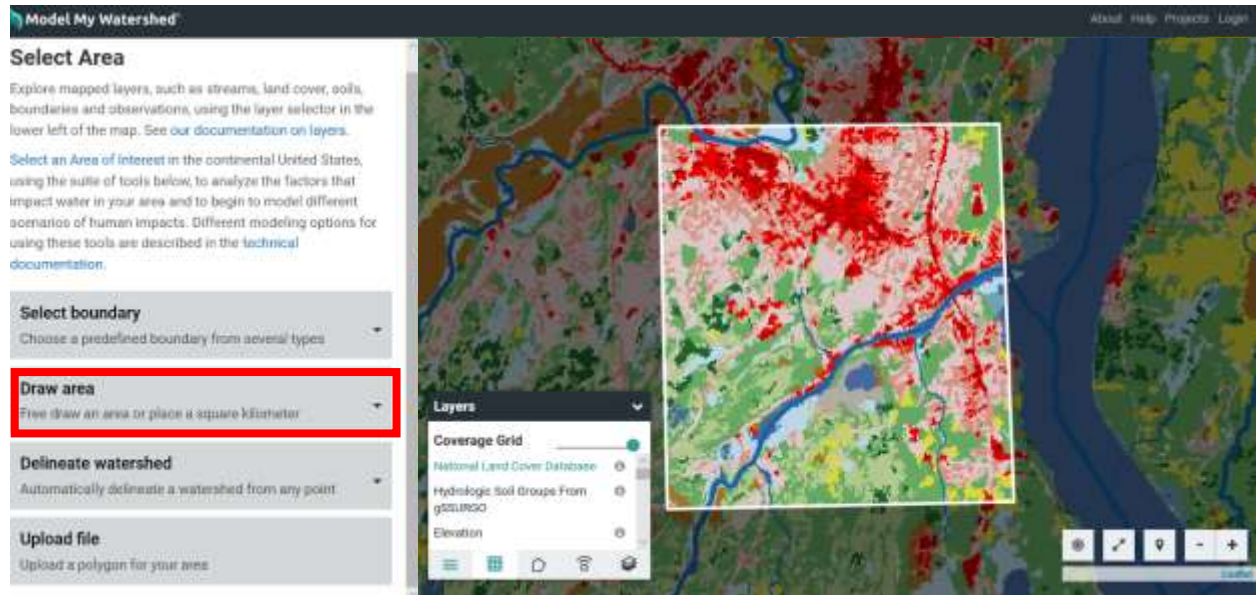 Model My Watershed®
About Help Projects Login
Select Area
Explore mapped layers, such as streams, land cover, soils,
boundaries and observations, using the layer selector in the
lower left of the map. See our documentation on layers.
Select an Area of Interest in the continental United States,
using the suite of tools below, to analyze the factors that
impact water in your area and to begin to model different
scenarios of human impacts. Different modeling options for
using these tools are described in the technical
documentation.
Select boundary
Choose a predefined boundary from several types
Draw area
Free draw an area or place a square kilometer
Delineate watershed
Automatically delineate a watershed from any point
Upload file
Upload a polygon for your area
Layers
Coverage Grid
National Land Cover Database
Hydrologic Soil Groups From
gSSURGO
Elevation
Leaflet